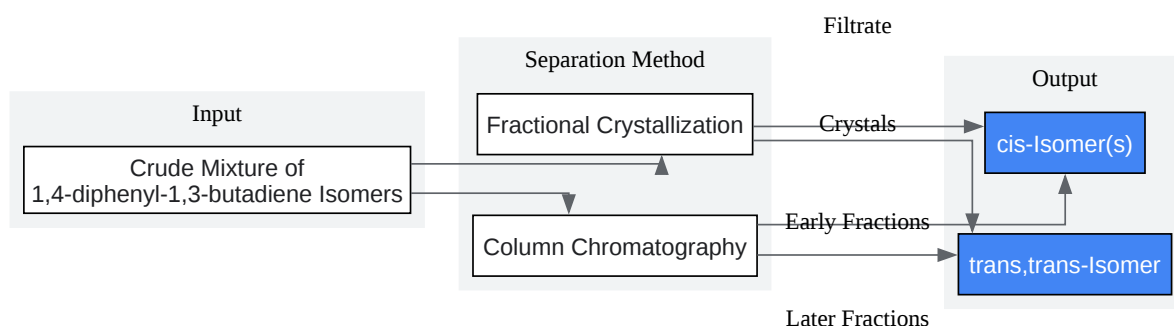 Filtrate
Separation Method
Output
Input
Fractional Crystallization
Crystals
cis-Isomer(s)
Crude Mixture of
1,4-diphenyl-1,3-butadiene Isomers
Column Chromatography
Early Fractions
trans,trans-Isomer
Later Fractions